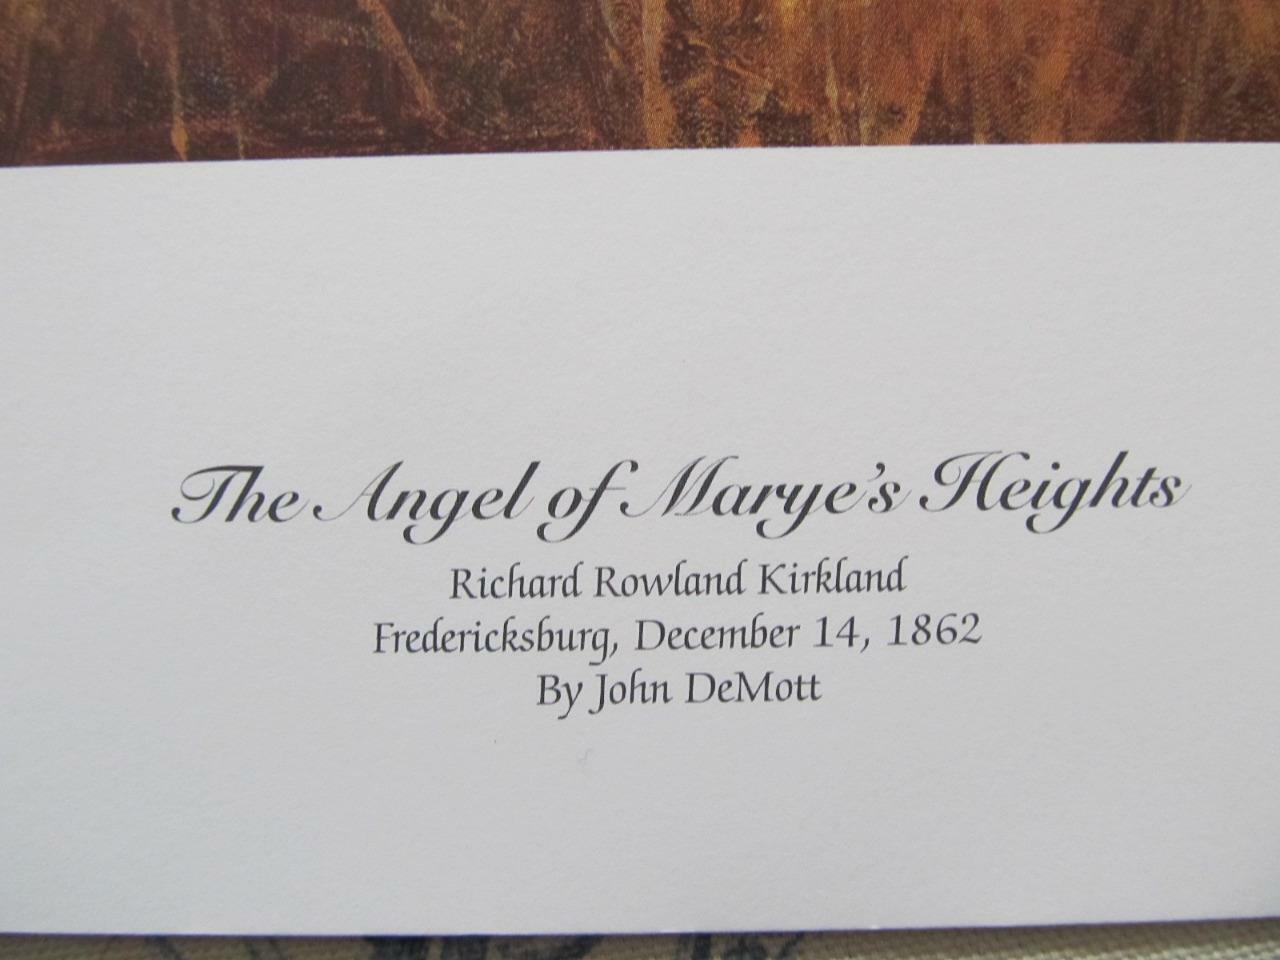 The Angel of Marye's Heights
Richard Rowland Kirkland
Fredericksburg, December 14, 1862
By John DeMott